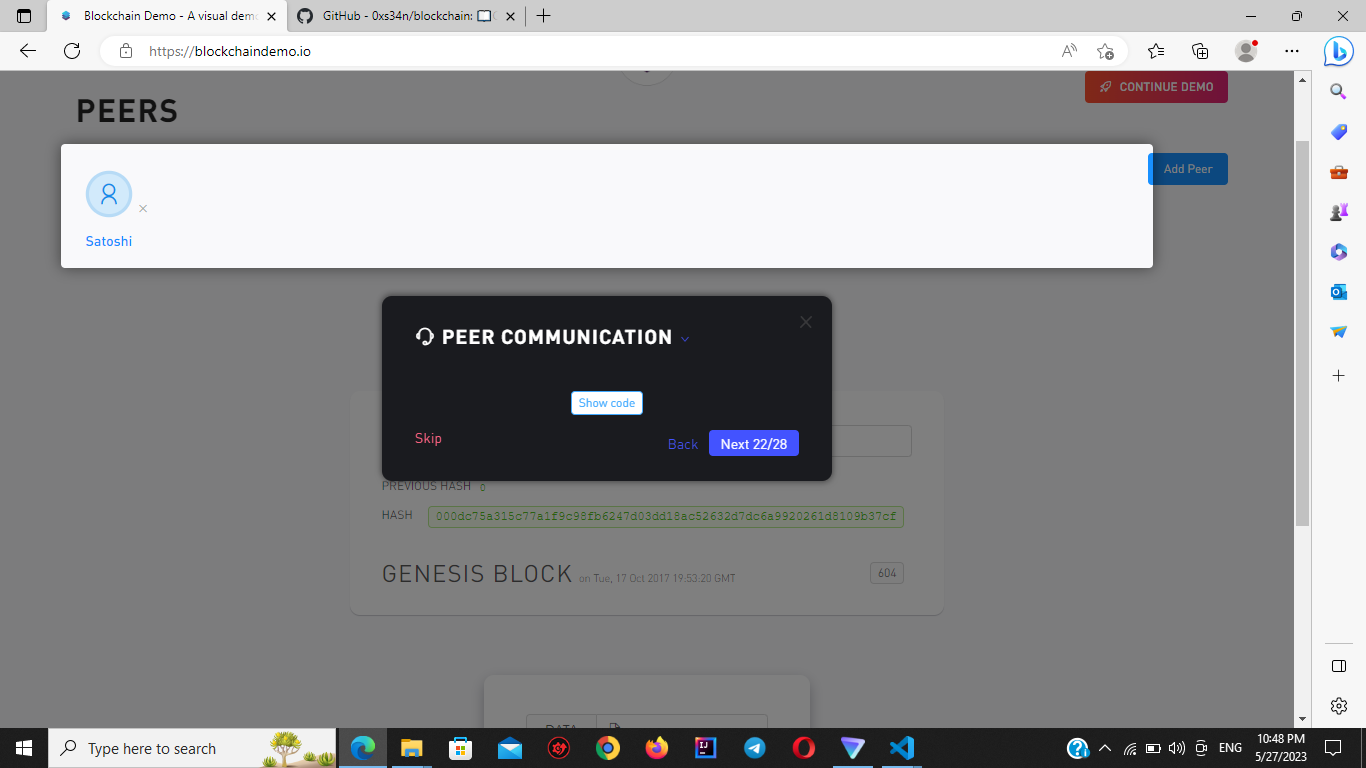 Blockchain Demo - A visual dem
GitHub - 0xs34n/blockchain:
https://blockchaindemo.io
PEERS
CONTINUE DEMO
Add Peer
Satoshi
PEER COMMUNICATION
Show code
Skip
Back
Next 22/28
PREVIOUS HASH 0
HASH 000dc75a315c77a1f9c98fb6247d03dd18ac52632d7dc6a9920261d8109b37cf
GENESIS BLOCK on Tue, 17 Oct 2017 19:53:20 GMT
604
DATA
Type here to search
ENG
10:48 PM
5/27/2023